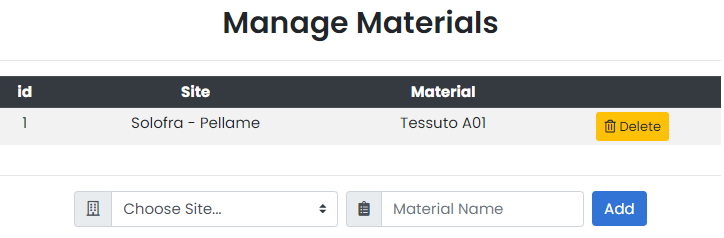 Manage Materials
id Site Material
1 Solofra - Pellame Tessuto A01 Delete
Choose Site... Material Name Add